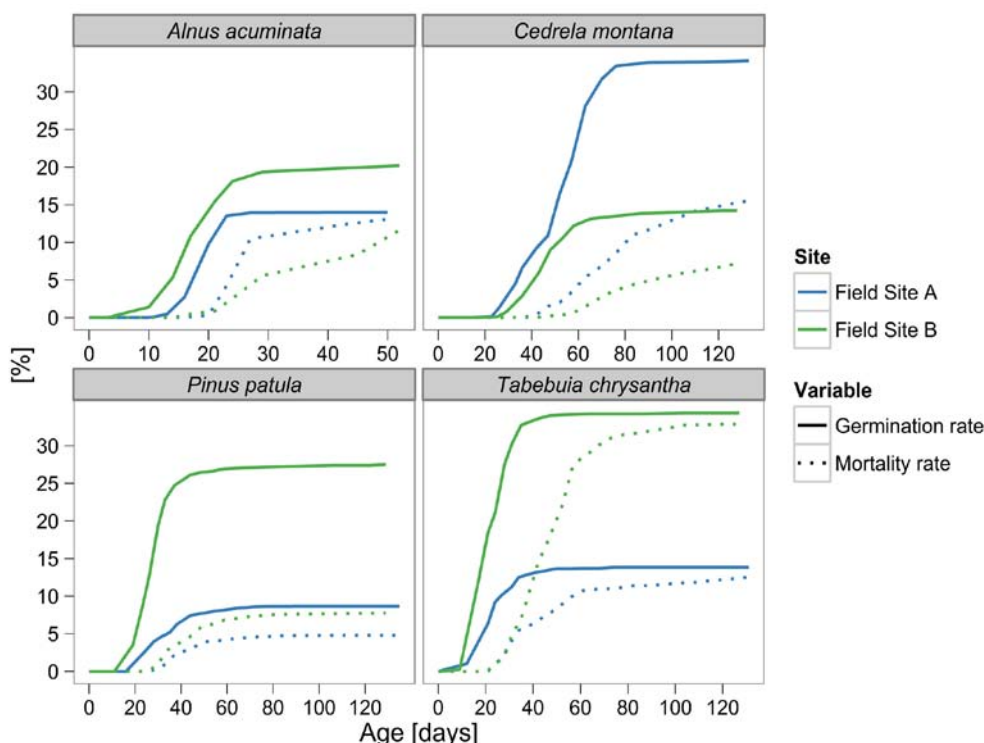 Alnus acuminata
Cedrela montana
30
25
20
15
10
5
0
0 10 20 30 40 50
0 20 40 60 80 100 120
[%]
Pinus patula
Tabebuia chrysantha
30
25
20
15
10
5
0
0 20 40 60 80 100 120
0 20 40 60 80 100 120
Age [days]
Site
Field Site A
Field Site B
Variable
Germination rate
Mortality rate